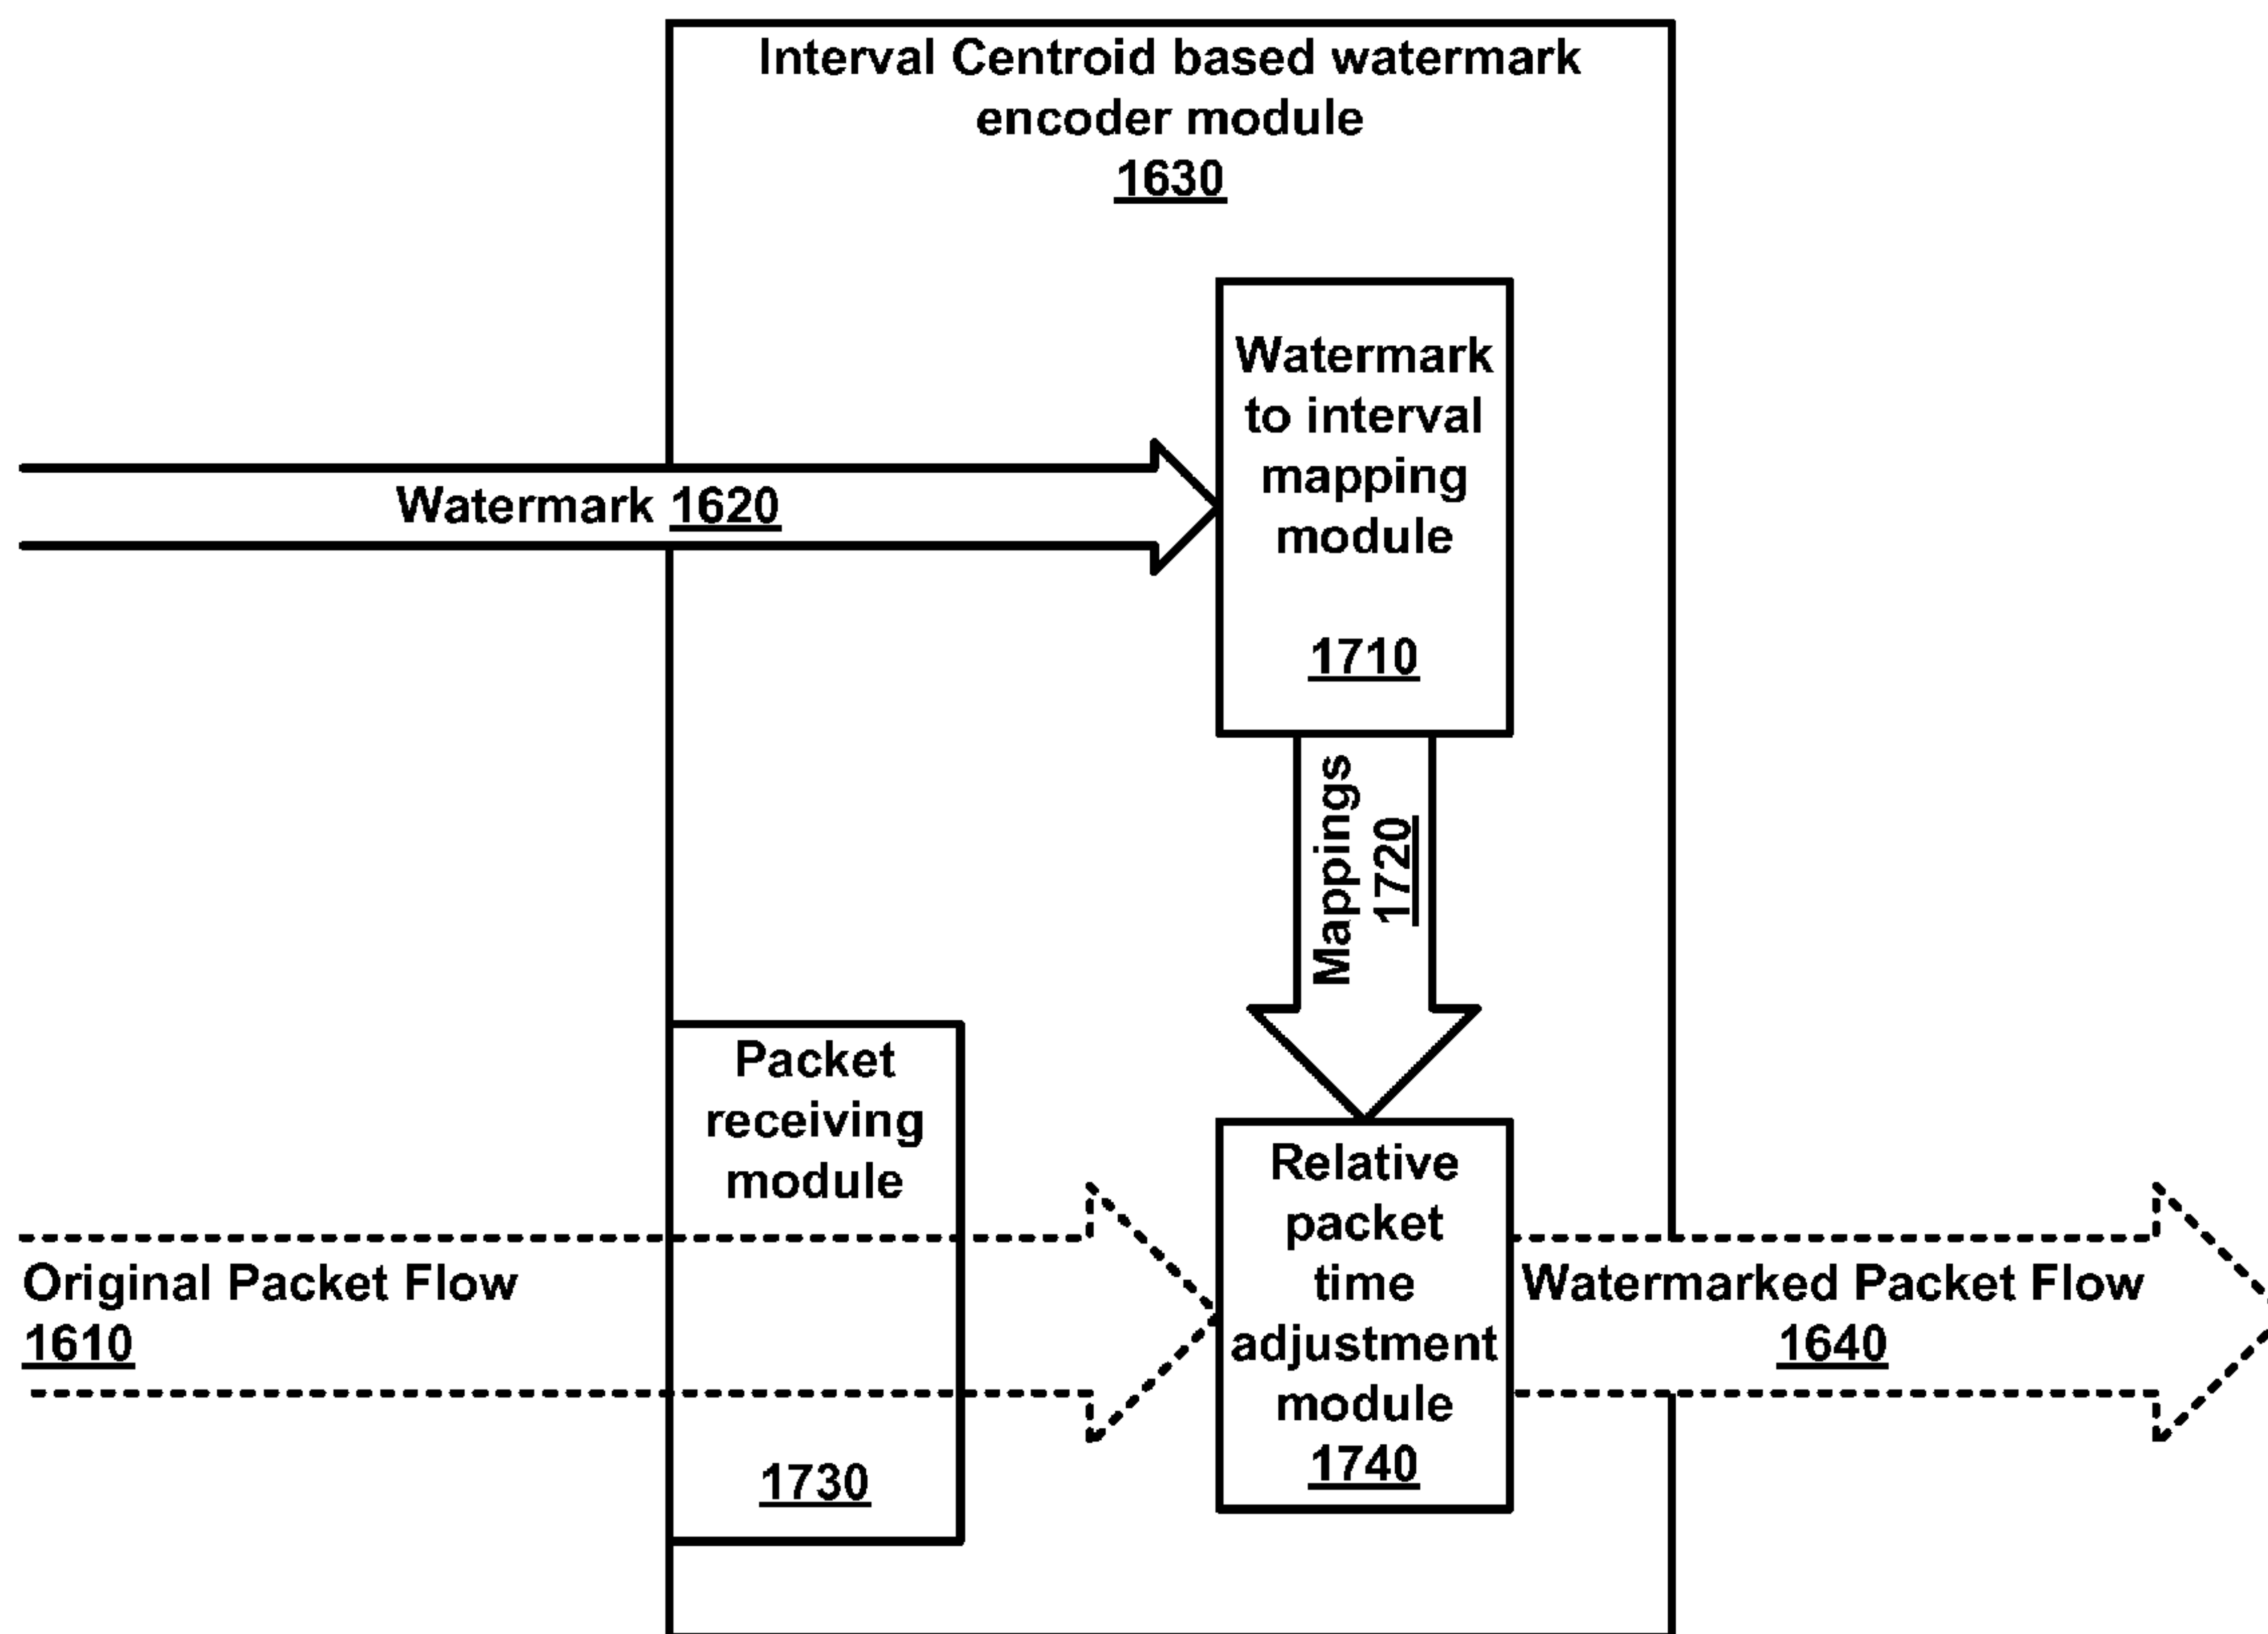 Interval Centroid based watermark
encoder module
1630
Watermark
to interval
mapping
module
1710
Watermark 1620
Mappings
1720
Packet
receiving
module
1730
Original Packet Flow
1610
Relative
packet
time
adjustment
module
1740
Watermarked Packet Flow
1640